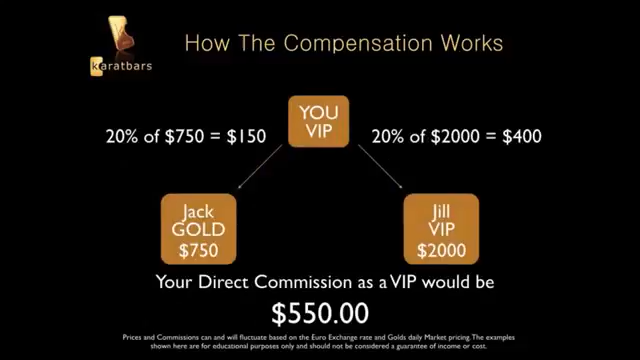 How The Compensation Works
karatbars
YOU
VIP
20% of $750 = $150
20% of $2000 = $400
Jack
GOLD
$750
Jill
VIP
$2000
Your Direct Commission as a VIP would be
$550.00
Prices and Commissions can and will fluctuate based on the Euro Exchange rate and Golds daily Market pricing. The examples
shown here are for educational purposes only and should not be considered a guarantee of income or cost.